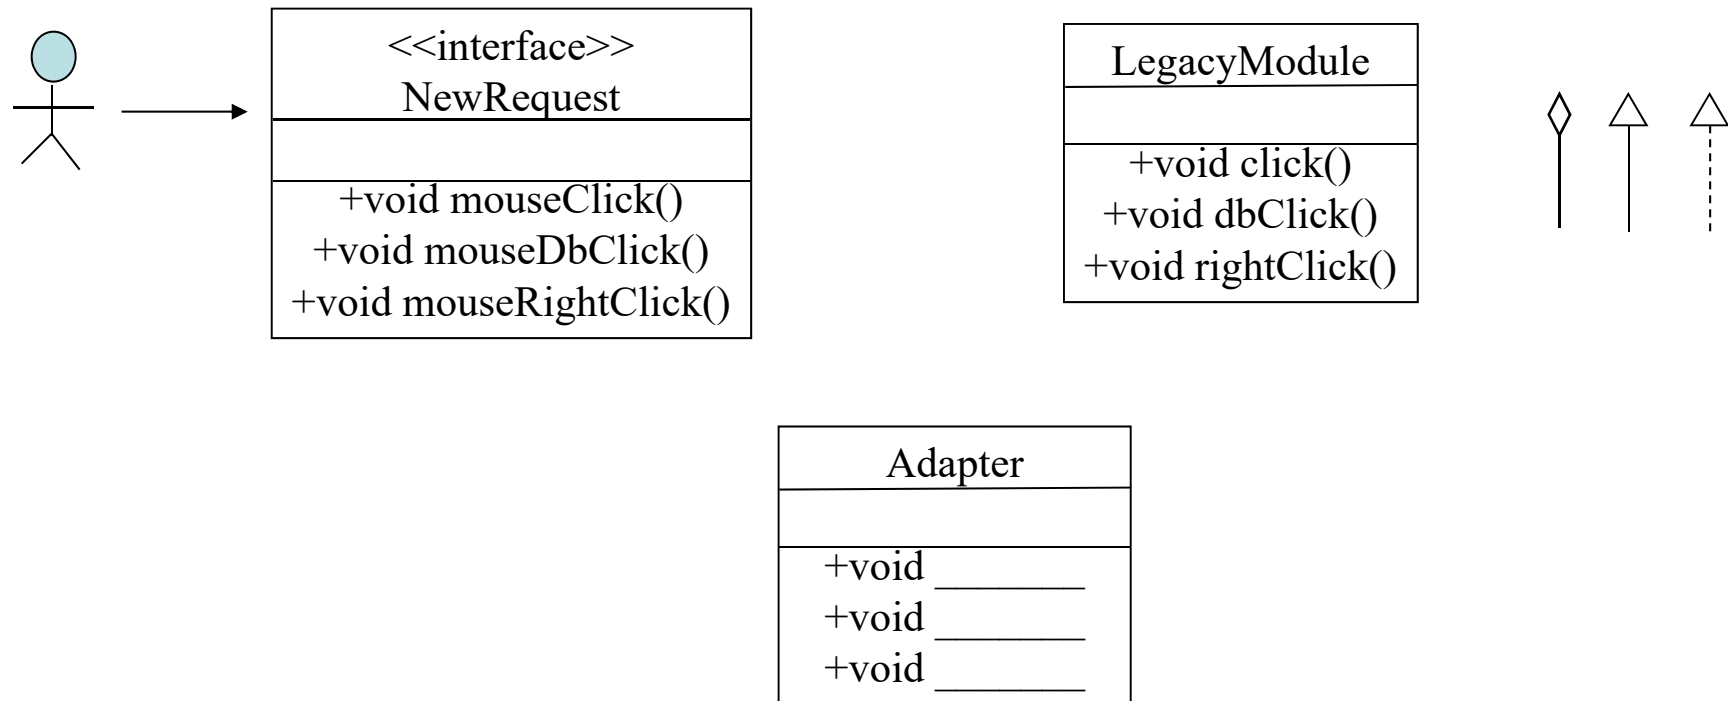 <<interface>>
NewRequest
+void mouseClick()
+void mouseDbClick()
+void mouseRightClick()
LegacyModule
+void click()
+void dbClick()
+void rightClick()
Adapter
+void _______
+void _______
+void _______